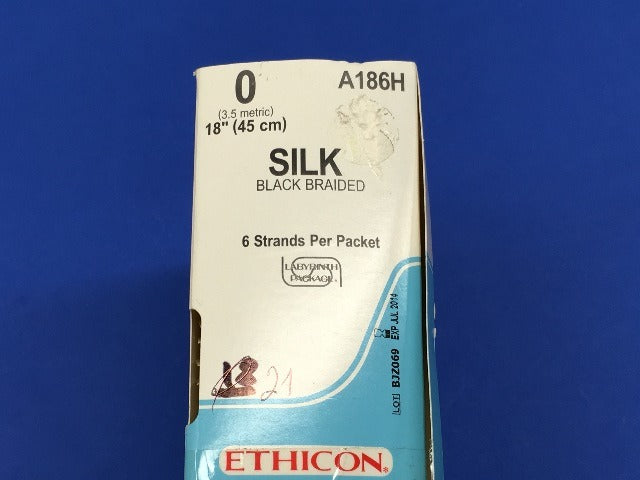 0
A186H
(3.5 metric)
18" (45 cm)
SILK
BLACK BRAIDED
6 Strands Per Packet
LABYRINTH
PACKAGE
EXP JUL 2014
LOT BJZ069
21
ETHICON